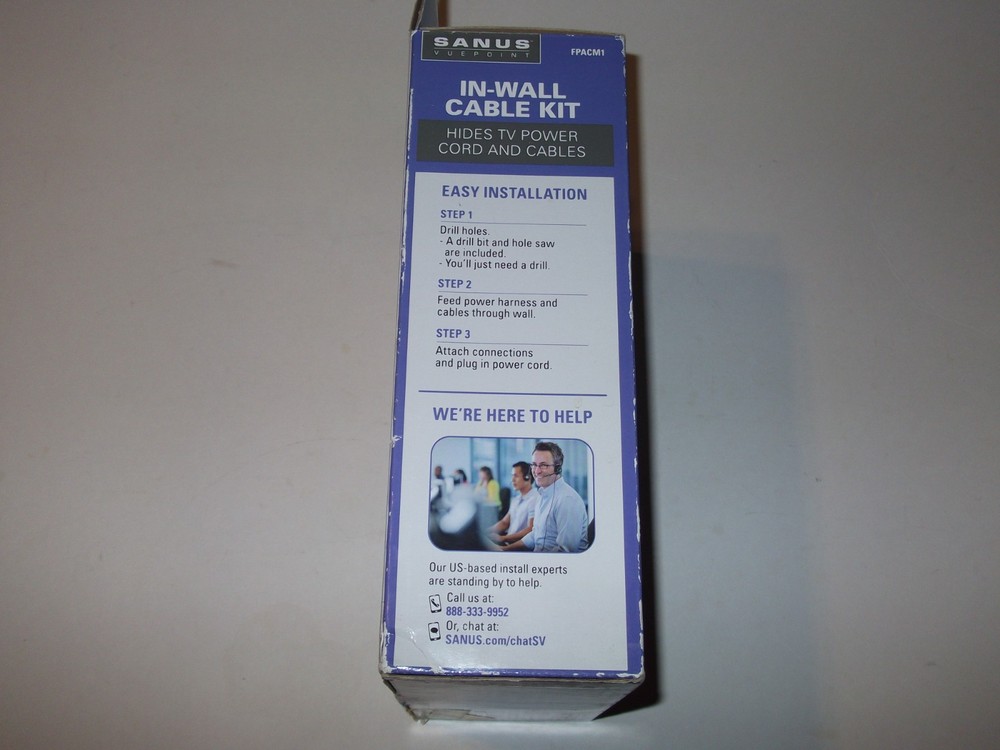 SANUS
VUEPOINT
FPACM1
IN-WALL
CABLE KIT
HIDES TV POWER
CORD AND CABLES
EASY INSTALLATION
STEP 1
Drill holes.
- A drill bit and hole saw
are included.
- You'll just need a drill.
STEP 2
Feed power harness and
cables through wall.
STEP 3
Attach connections
and plug in power cord.
WE'RE HERE TO HELP
Our US-based install experts
are standing by to help.
Call us at:
888-333-9952
Or, chat at:
SANUS.com/chatSV